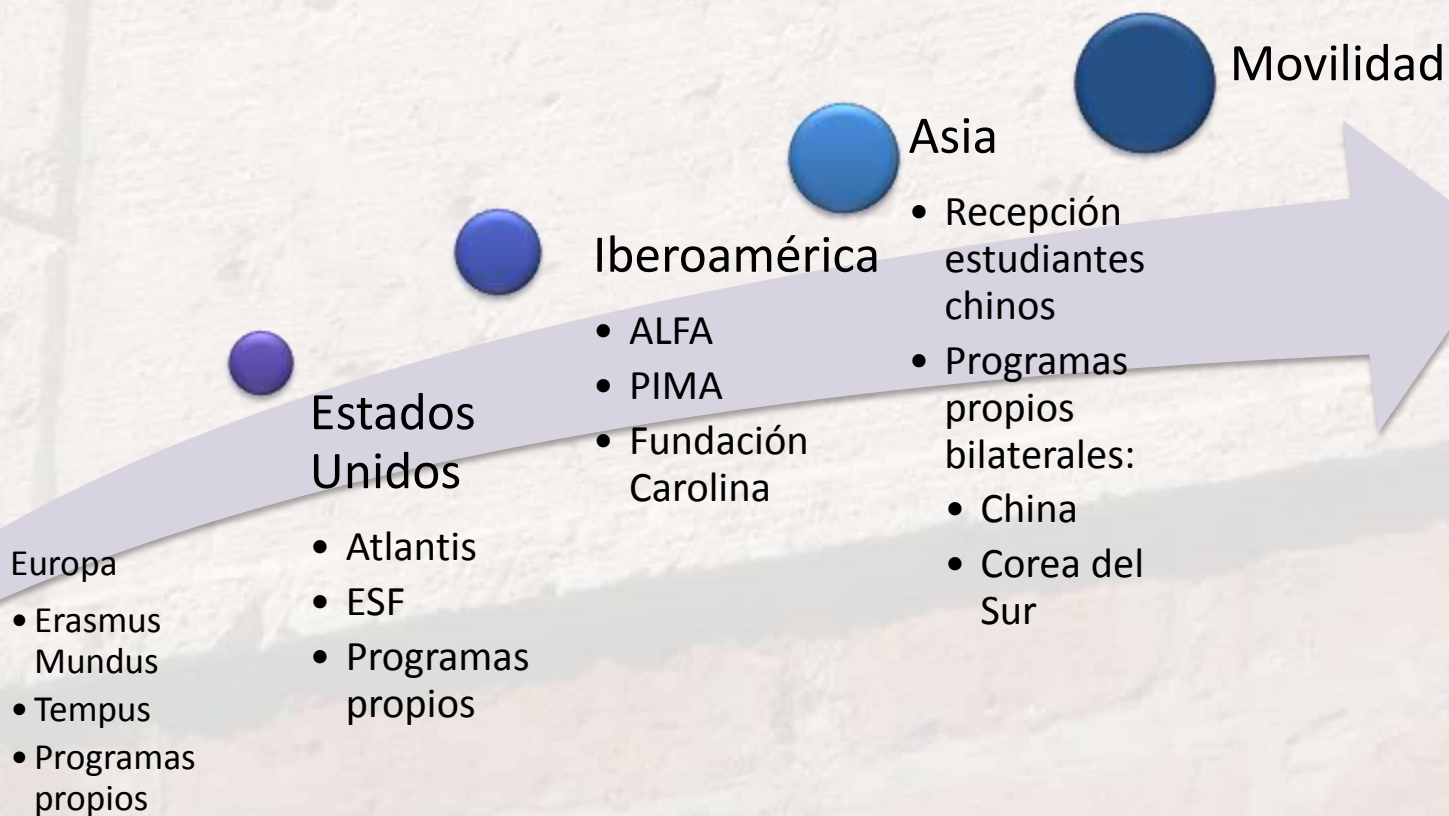 Europa
• Erasmus
Mundus
• Tempus
• Programas
propios
Estados
Unidos
• Atlantis
• ESF
• Programas
propios
Iberoamérica
• ALFA
• PIMA
• Fundación
Carolina
Asia
• Recepción
estudiantes
chinos
• Programas
propios
bilaterales:
• China
• Corea del
Sur
Movilidad